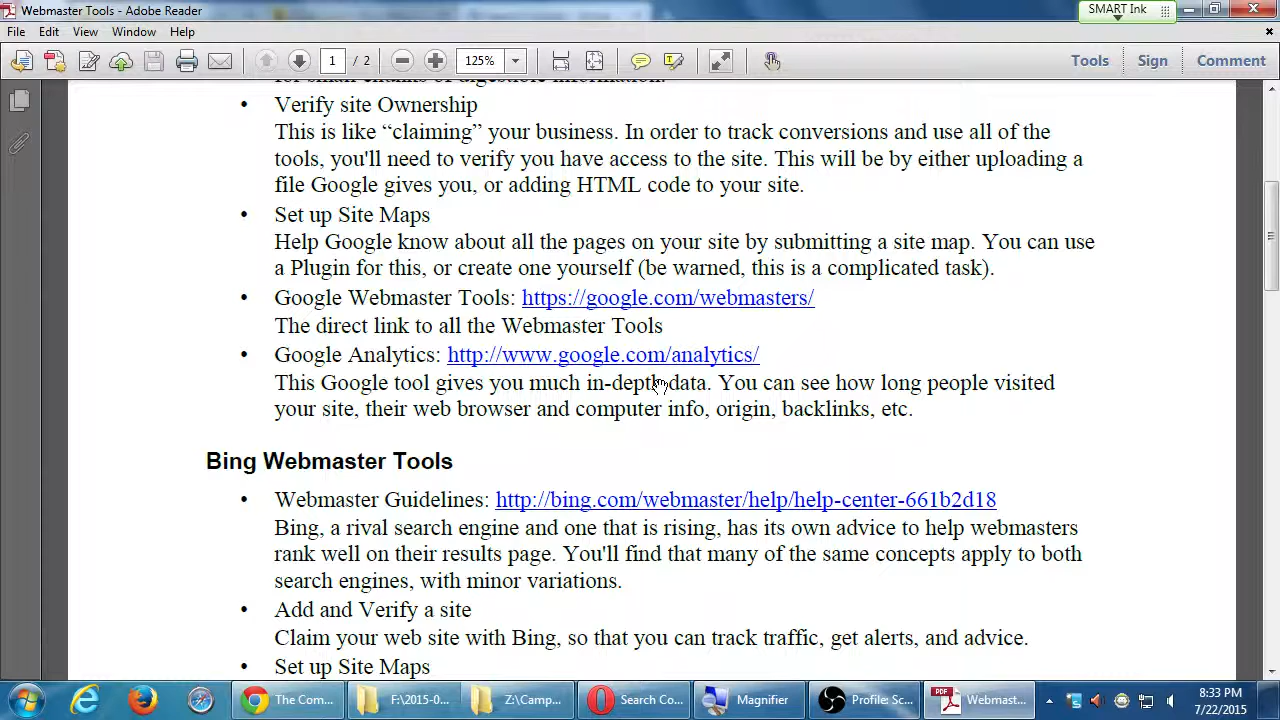 Webmaster Tools - Adobe Reader
SMART Ink
File Edit View Window Help
1 / 2 125% Tools Sign Comment
• Verify site Ownership
This is like “claiming” your business. In order to track conversions and use all of the
tools, you'll need to verify you have access to the site. This will be by either uploading a
file Google gives you, or adding HTML code to your site.
• Set up Site Maps
Help Google know about all the pages on your site by submitting a site map. You can use
a Plugin for this, or create one yourself (be warned, this is a complicated task).
• Google Webmaster Tools: https://google.com/webmasters/
The direct link to all the Webmaster Tools
• Google Analytics: http://www.google.com/analytics/
This Google tool gives you much in-depth data. You can see how long people visited
your site, their web browser and computer info, origin, backlinks, etc.
Bing Webmaster Tools
• Webmaster Guidelines: http://bing.com/webmaster/help/help-center-661b2d18
Bing, a rival search engine and one that is rising, has its own advice to help webmasters
rank well on their results page. You'll find that many of the same concepts apply to both
search engines, with minor variations.
• Add and Verify a site
Claim your web site with Bing, so that you can track traffic, get alerts, and advice.
• Set up Site Maps
The Com... F:\2015-0... Z:\Camp... Search Co... Magnifier Profile: Sc... Webmast... 8:33 PM
7/22/2015